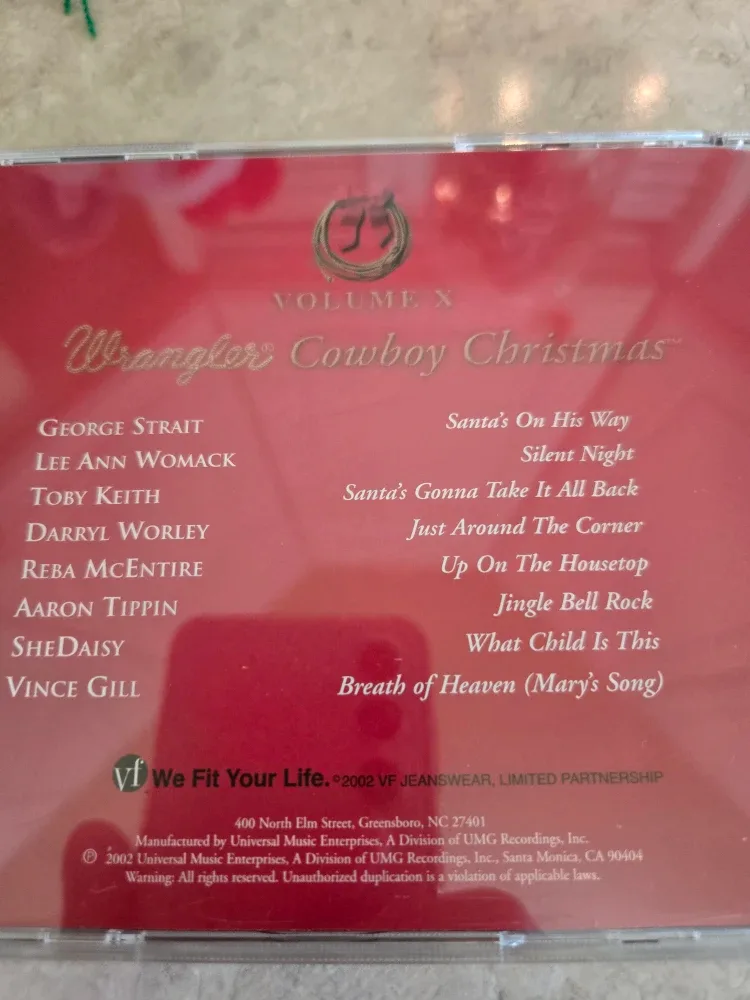 VOLUME X
Wrangler® Cowboy Christmas™
GEORGE STRAIT Santa's On His Way
LEE ANN WOMACK Silent Night
TOBY KEITH Santa's Gonna Take It All Back
DARRYL WORLEY Just Around The Corner
REBA MCENTIRE Up On The Housetop
AARON TIPPIN Jingle Bell Rock
SHEDAISY What Child Is This
VINCE GILL Breath of Heaven (Mary's Song)
vf We Fit Your Life. ©2002 VF JEANSWEAR, LIMITED PARTNERSHIP
400 North Elm Street, Greensboro, NC 27401
Manufactured by Universal Music Enterprises, A Division of UMG Recordings, Inc.
℗ 2002 Universal Music Enterprises, A Division of UMG Recordings, Inc., Santa Monica, CA 90404
Warning: All rights reserved. Unauthorized duplication is a violation of applicable laws.